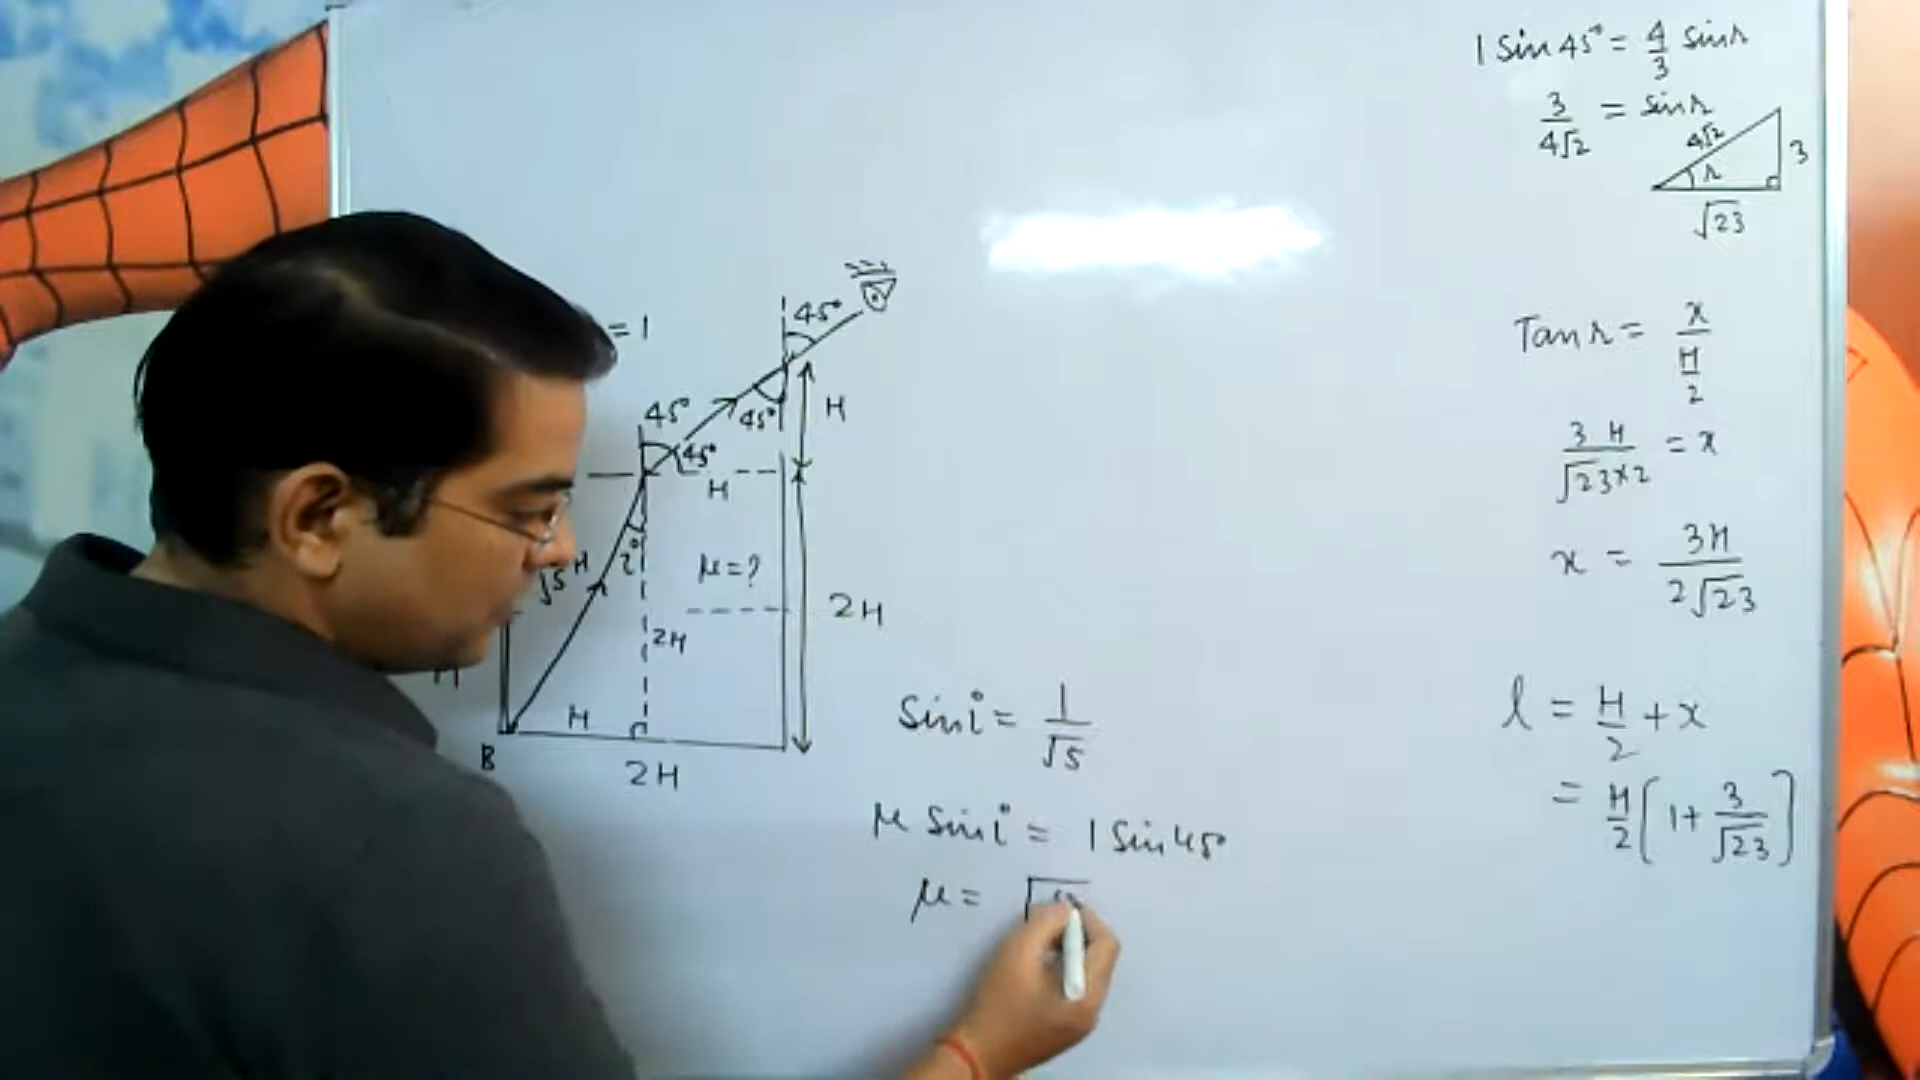 = 1
45°
45°
45°
H
45°
H
√5 H
i
μ = ?
2H
2H
H
H
B
2H
Sin i = 1/√5
μ Sin i = 1 Sin 45°
μ = √
1 Sin 45° = 4/3 Sin r
3/4√2 = Sin r
4√2
r
3
√23
Tan r = x/(H/2)
3 H/√23×2 = x
x = 3H/2√23
l = H/2 + x
= H/2 [1 + 3/√23]